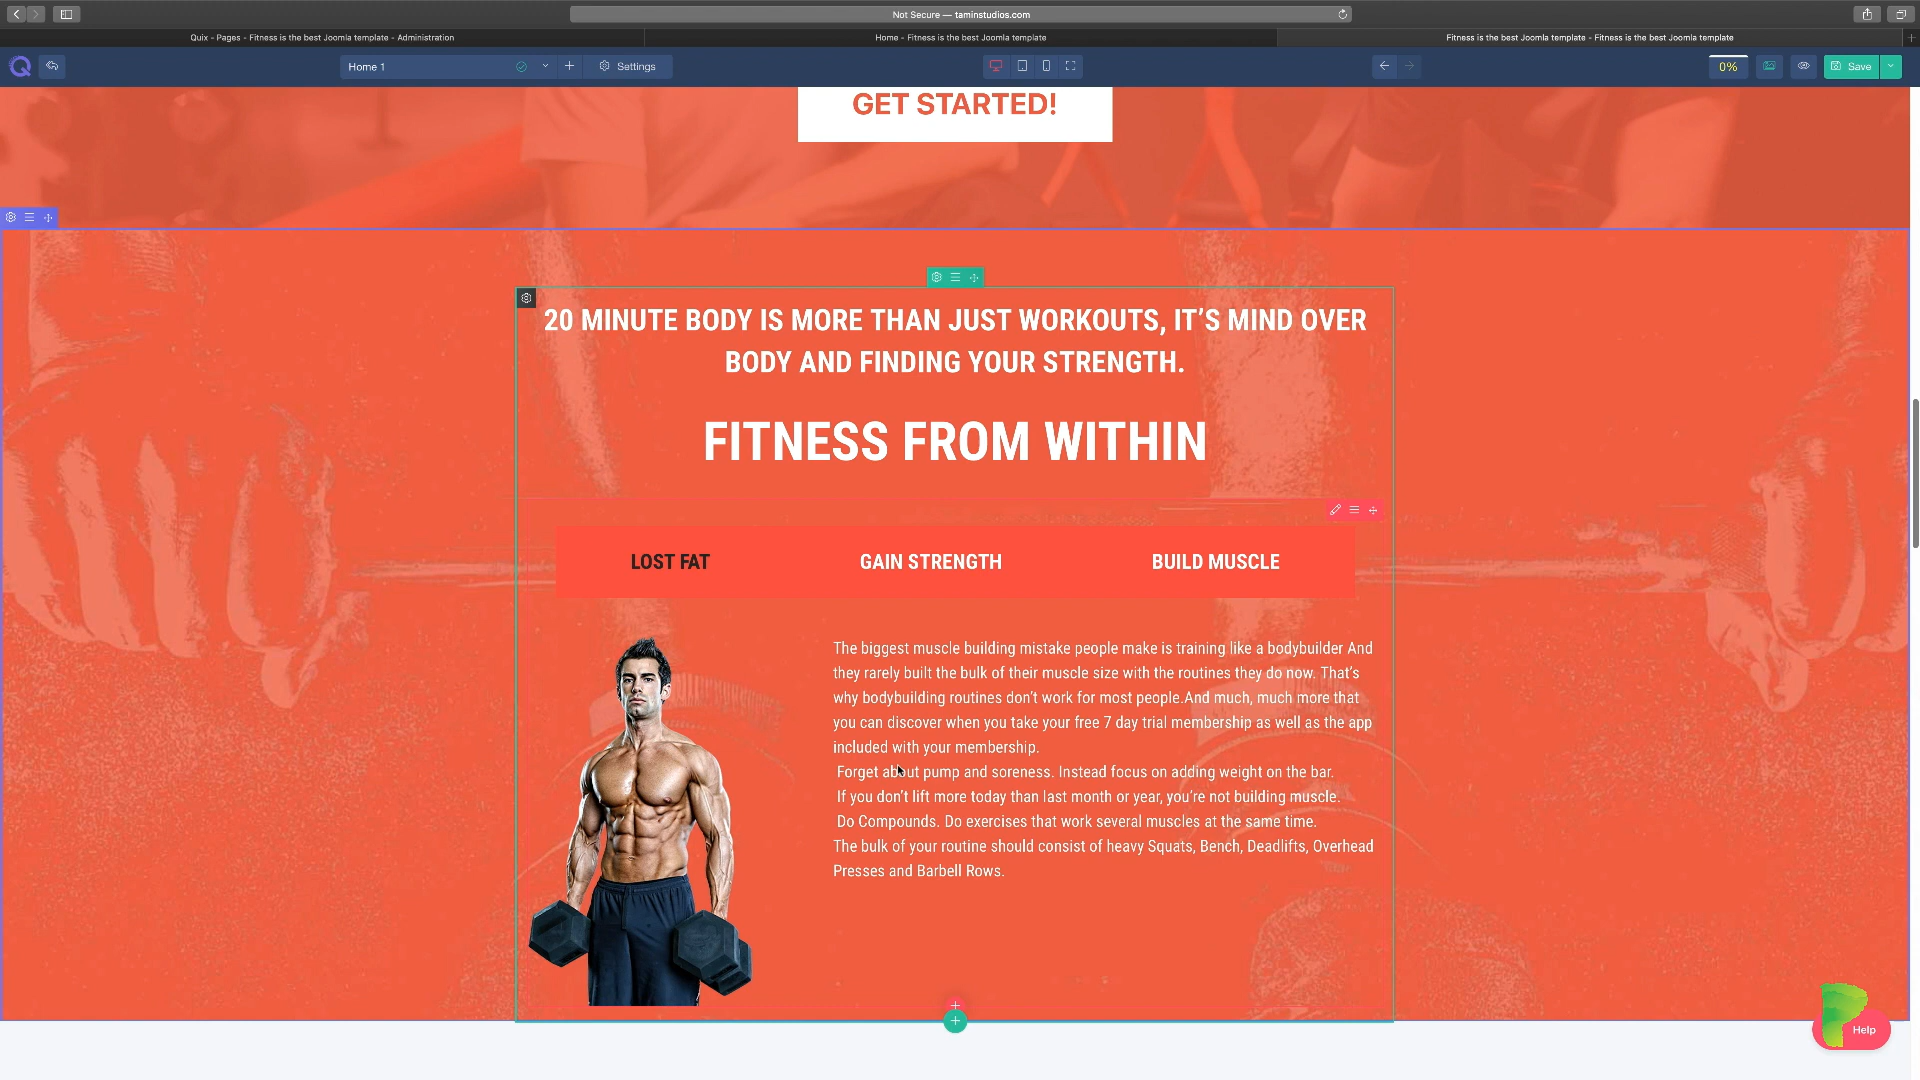 Not Secure — taminstudios.com
Quix - Pages - Fitness is the best Joomla template - Administration
Home - Fitness is the best Joomla template
Fitness is the best Joomla template - Fitness is the best Joomla template
Home 1
Settings
0%
Save
GET STARTED!
20 MINUTE BODY IS MORE THAN JUST WORKOUTS, IT'S MIND OVER
BODY AND FINDING YOUR STRENGTH.
FITNESS FROM WITHIN
LOST FAT
GAIN STRENGTH
BUILD MUSCLE
The biggest muscle building mistake people make is training like a bodybuilder And
they rarely built the bulk of their muscle size with the routines they do now. That's
why bodybuilding routines don't work for most people.And much, much more that
you can discover when you take your free 7 day trial membership as well as the app
included with your membership.
Forget about pump and soreness. Instead focus on adding weight on the bar.
If you don't lift more today than last month or year, you're not building muscle.
Do Compounds. Do exercises that work several muscles at the same time.
The bulk of your routine should consist of heavy Squats, Bench, Deadlifts, Overhead
Presses and Barbell Rows.
Help